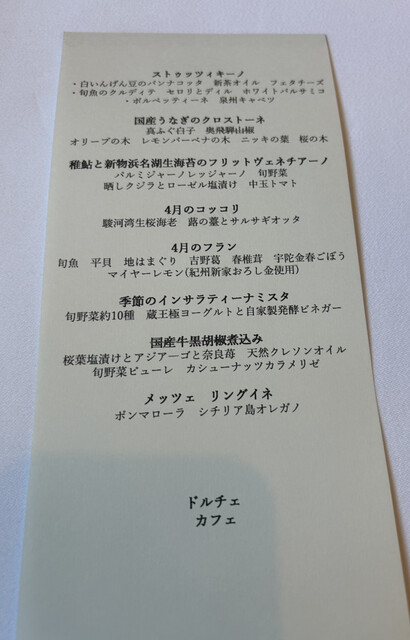 ストゥッツィキーノ
・白いんげん豆のパンナコッタ　新茶オイル　フェタチーズ
・旬魚のクルディテ　セロリとディル　ホワイトバルサミコ
・ポルペッティーネ　泉州キャベツ
国産うなぎのクロストーネ
真ふぐ白子　奥飛騨山椒
オリーブの木　レモンバーベナの木　ニッキの葉　桜の木
稚鮎と新物浜名湖生海苔のフリットヴェネチアーノ
パルミジャーノレッジャーノ　旬野菜
晒しクジラとローゼル塩漬け　中玉トマト
4月のコッコリ
駿河湾生桜海老　蕗の薹とサルサギオッタ
4月のフラン
旬魚　平貝　地はまぐり　吉野葛　春椎茸　宇陀金春ごぼう
マイヤーレモン(紀州新家おろし金使用)
季節のインサラティーナミスタ
旬野菜約10種　蔵王極ヨーグルトと自家製発酵ビネガー
国産牛黒胡椒煮込み
桜葉塩漬けとアジアーゴと奈良苺　天然クレソンオイル
旬野菜ピューレ　カシューナッツカラメリゼ
メッツェ　リングイネ
ポンマローラ　シチリア島オレガノ
ドルチェ
カフェ